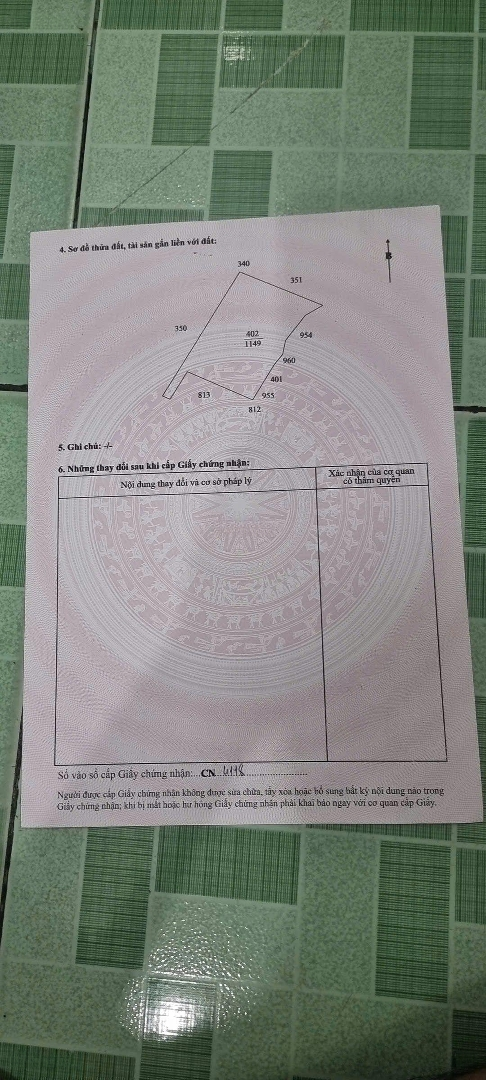 4. Sơ đồ thửa đất, tài sản gắn liền với đất:
B
340
351
350
402
1149
954
960
401
813
955
812
5. Ghi chú: -/-
6. Những thay đổi sau khi cấp Giấy chứng nhận:
Nội dung thay đổi và cơ sở pháp lý
Xác nhận của cơ quan
có thẩm quyền
Số vào sổ cấp Giấy chứng nhận:...CN...4118....................
Người được cấp Giấy chứng nhận không được sửa chữa, tẩy xóa hoặc bổ sung bất kỳ nội dung nào trong
Giấy chứng nhận; khi bị mất hoặc hư hỏng Giấy chứng nhận phải khai báo ngay với cơ quan cấp Giấy.